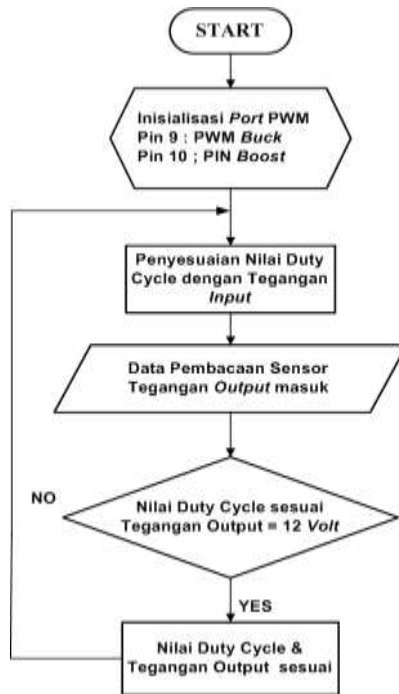 START
Inisialisasi Port PWM
Pin 9 : PWM Buck
Pin 10 ; PIN Boost
Penyesuaian Nilai Duty
Cycle dengan Tegangan
Input
Data Pembacaan Sensor
Tegangan Output masuk
NO
Nilai Duty Cycle sesuai
Tegangan Output = 12 Volt
YES
Nilai Duty Cycle &
Tegangan Output sesuai